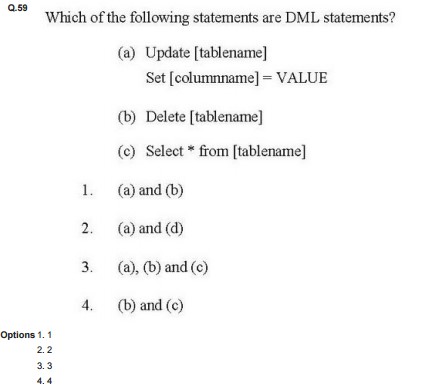 Q.59
Which of the following statements are DML statements?
(a) Update [tablename]
Set [columnname] = VALUE
(b) Delete [tablename]
(c) Select * from [tablename]
1. (a) and (b)
2. (a) and (d)
3. (a), (b) and (c)
4. (b) and (c)
Options 1. 1
2. 2
3. 3
4. 4